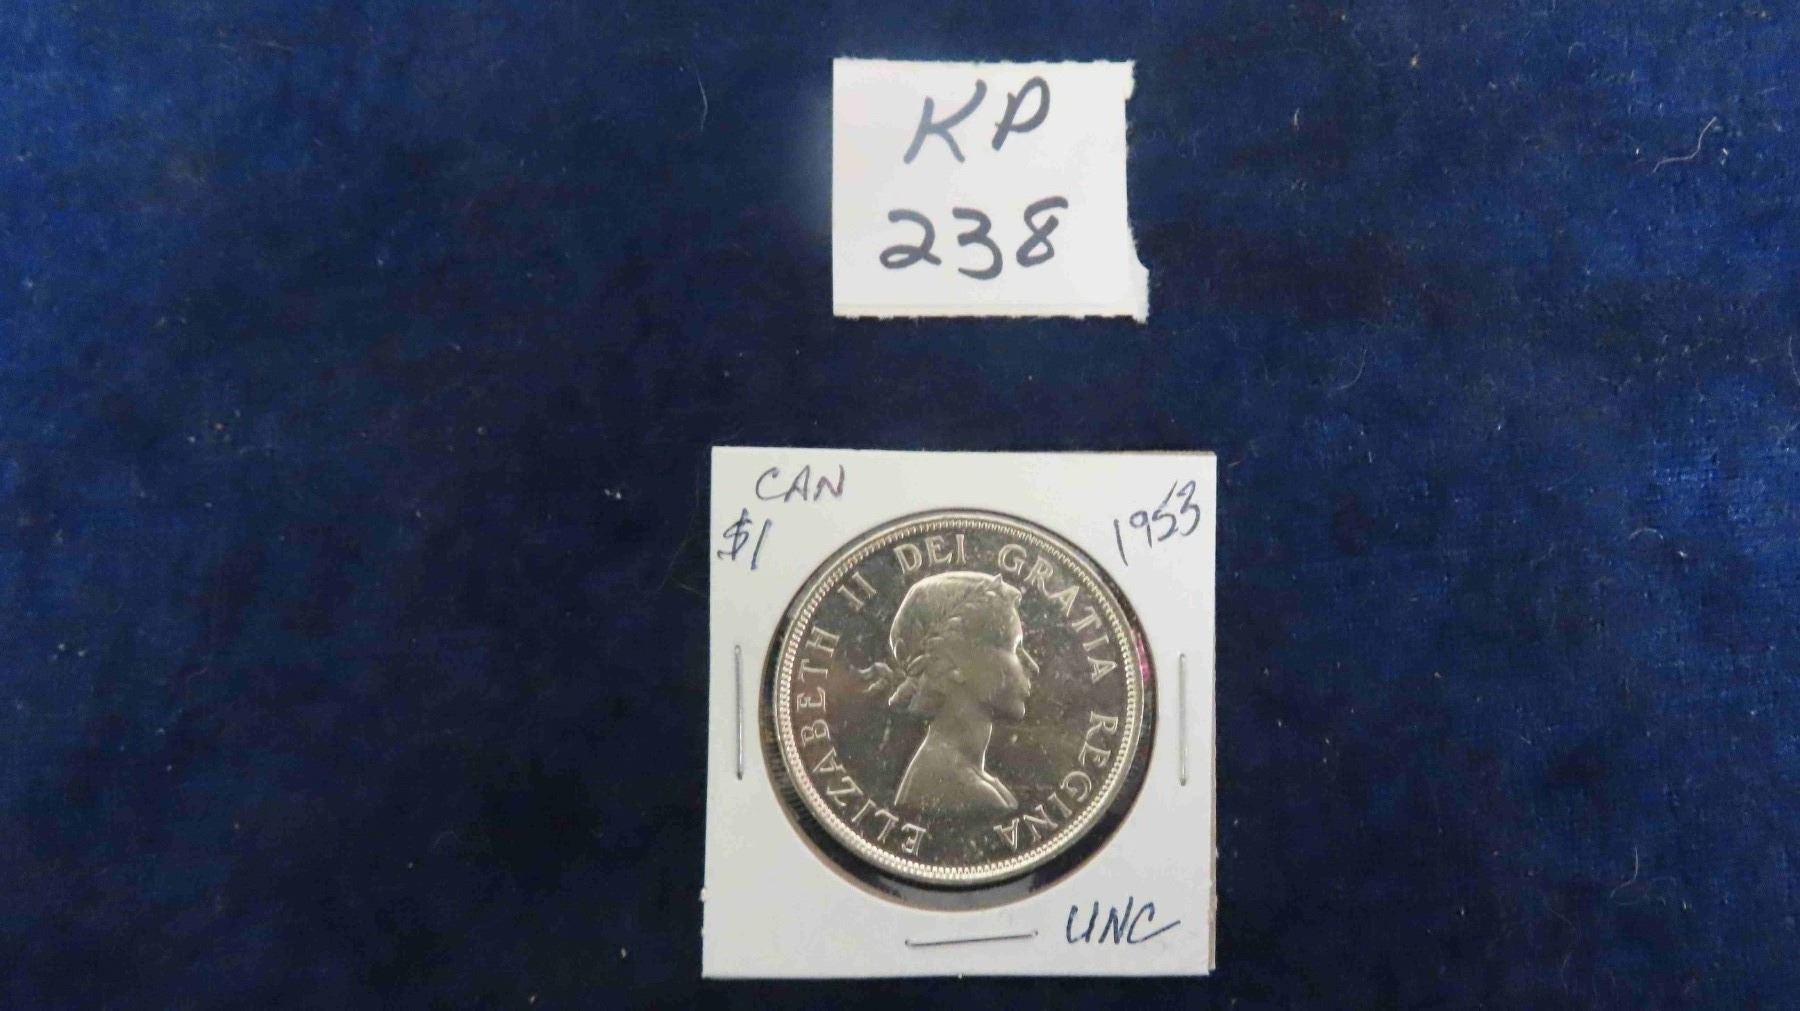 KP
238
CAN
$1
1953
ELIZABETH II DEI GRATIA REGINA
UNC